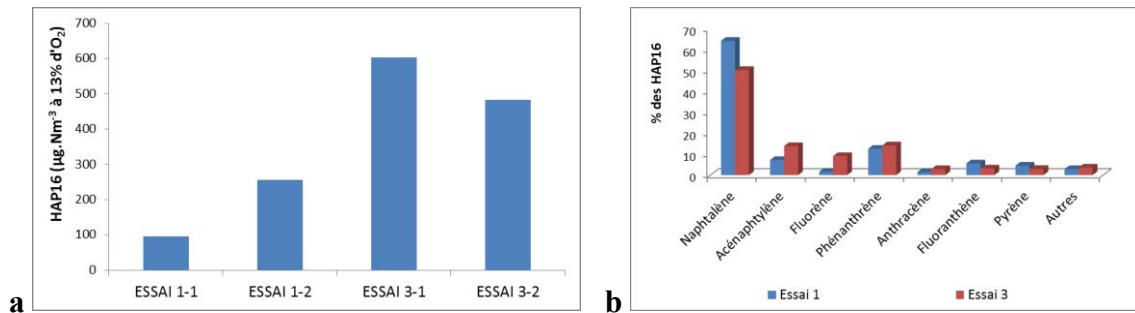 HAP16 (µg.Nm⁻³ à 13% d'O₂)
700
600
500
400
300
200
100
0
ESSAI 1-1 ESSAI 1-2 ESSAI 3-1 ESSAI 3-2
a
% des HAP16
70
60
50
40
30
20
10
0
Naphtalène
Acénaphtylène
Fluorène
Phénanthrène
Anthracène
Fluoranthène
Pyrène
Autres
Essai 1 Essai 3
b